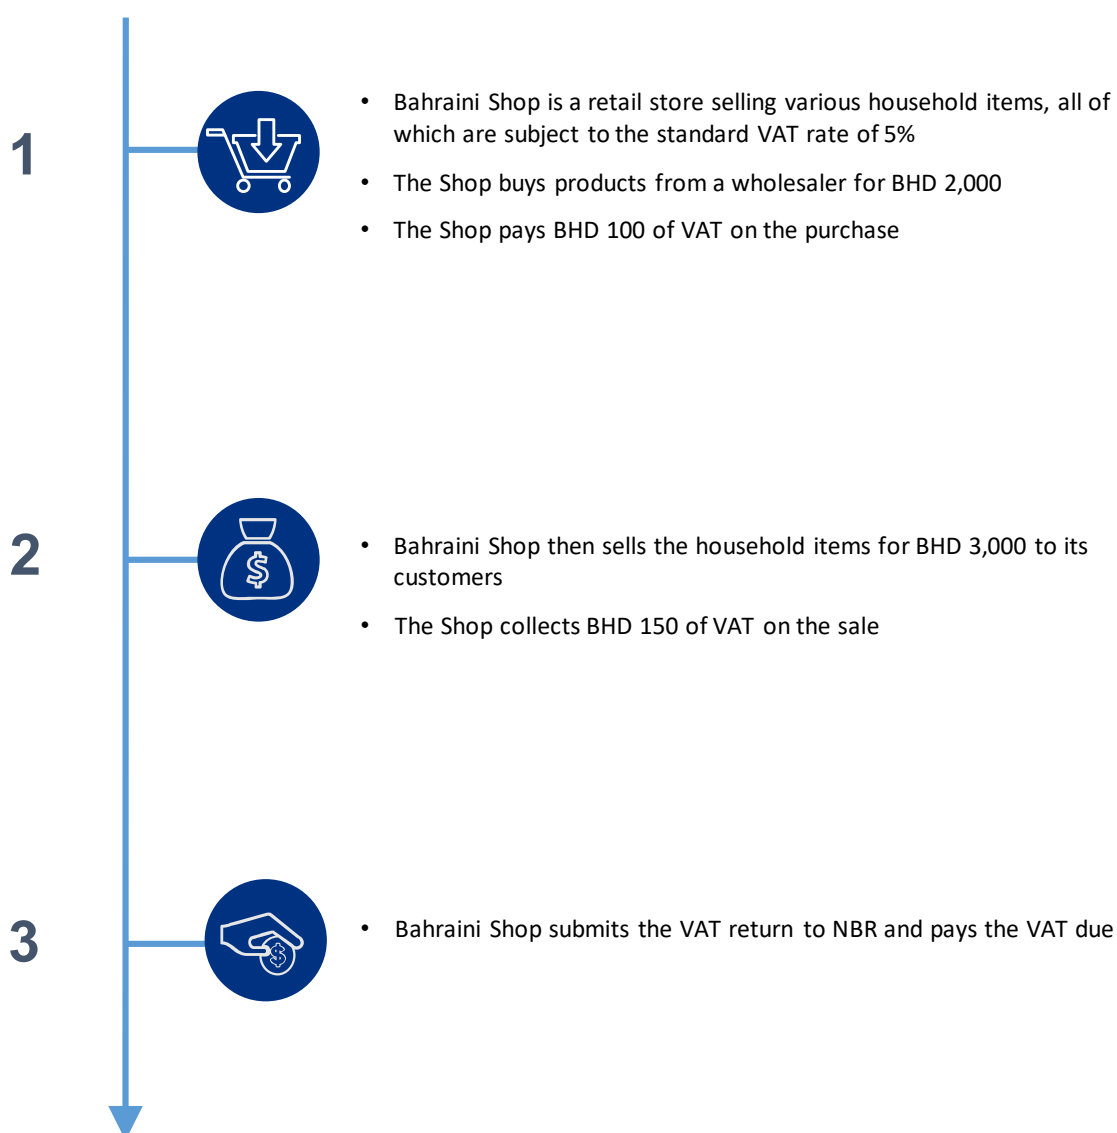 1
• Bahraini Shop is a retail store selling various household items, all of
which are subject to the standard VAT rate of 5%
• The Shop buys products from a wholesaler for BHD 2,000
• The Shop pays BHD 100 of VAT on the purchase
2
$
• Bahraini Shop then sells the household items for BHD 3,000 to its
customers
• The Shop collects BHD 150 of VAT on the sale
3
$
• Bahraini Shop submits the VAT return to NBR and pays the VAT due